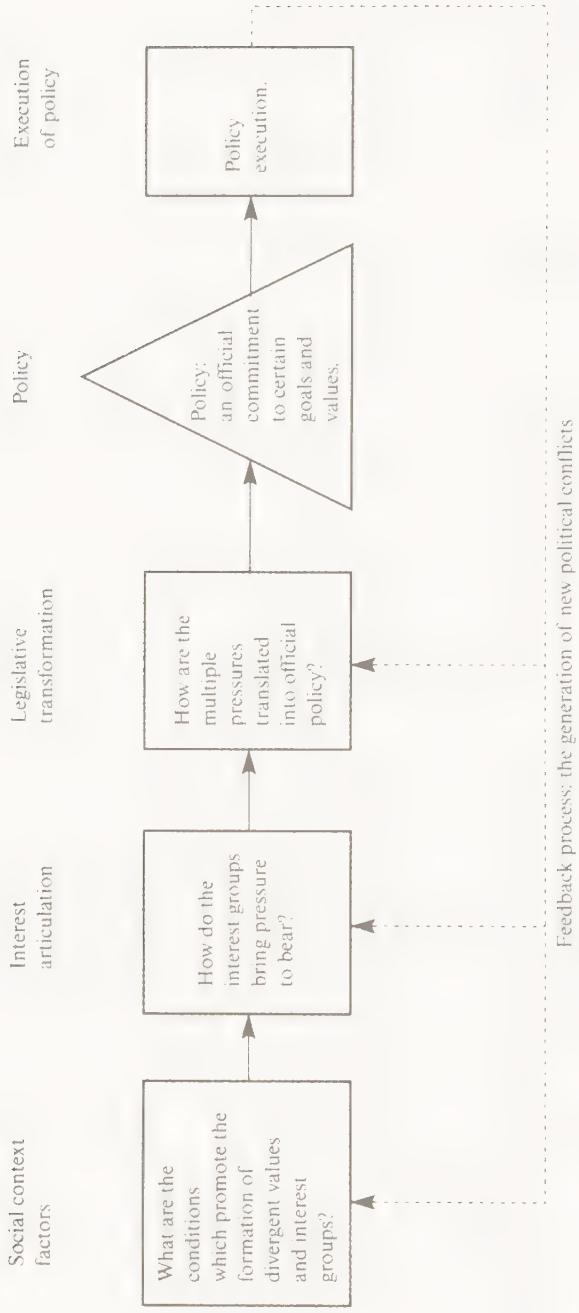 Social context
factors
Interest
articulation
Legislative
transformation
Policy
Execution
of policy
What are the
conditions
which promote the
formation of
divergent values
and interest
groups?
How do the
interest groups
bring pressure
to bear?
How are the
multiple
pressures
translated
into official
policy?
Policy:
an official
commitment
to certain
goals and
values.
Policy
execution.
Feedback process: the generation of new political conflicts